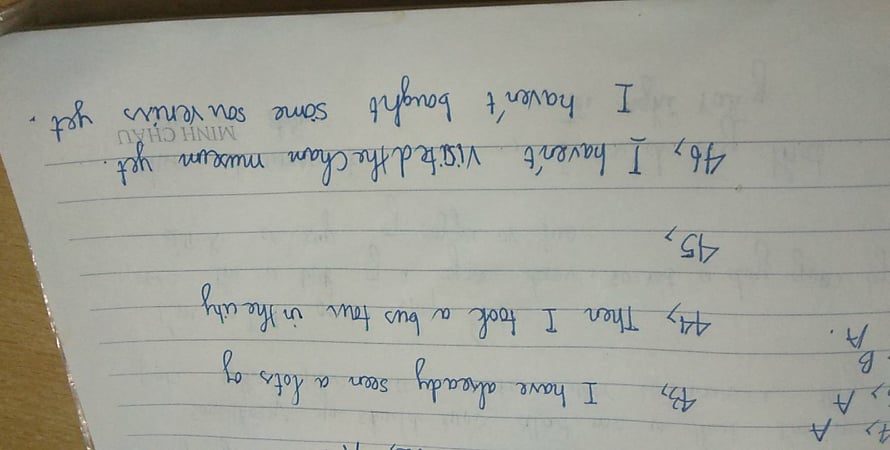 7, A
, A
B
A.
43, I have already seen a lots of
44, Then I took a bus tour in the city
45,
46, I haven't visited the Cham museum yet.
MINH CHÂU
I haven't bought some souvenirs yet.